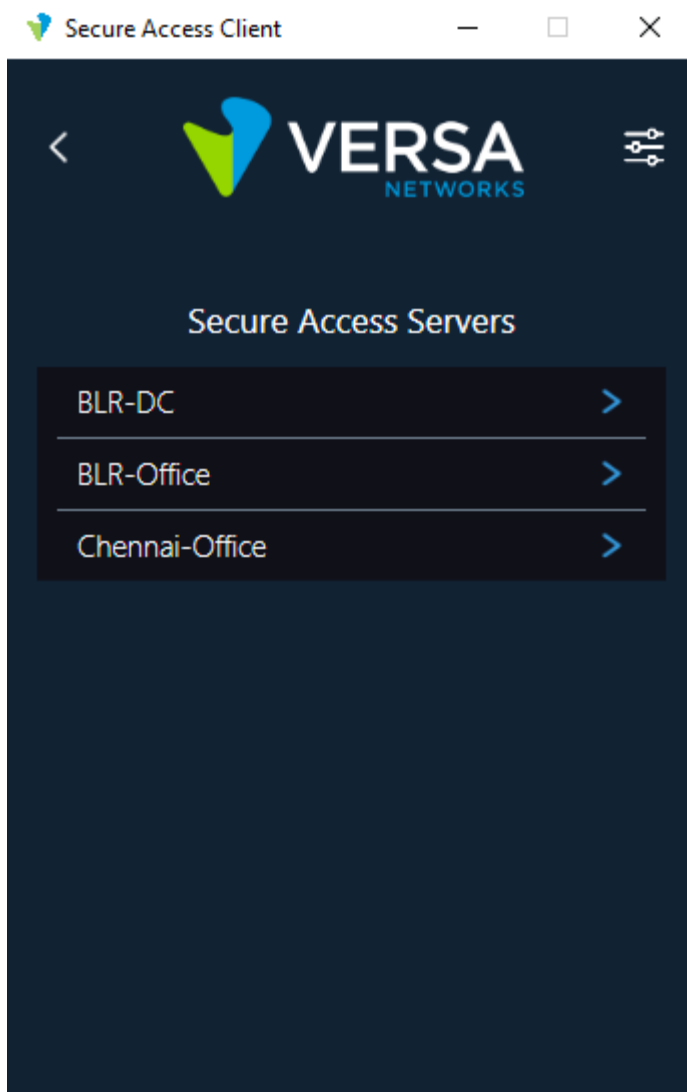 Secure Access Client
VERSA
NETWORKS
Secure Access Servers
BLR-DC
BLR-Office
Chennai-Office